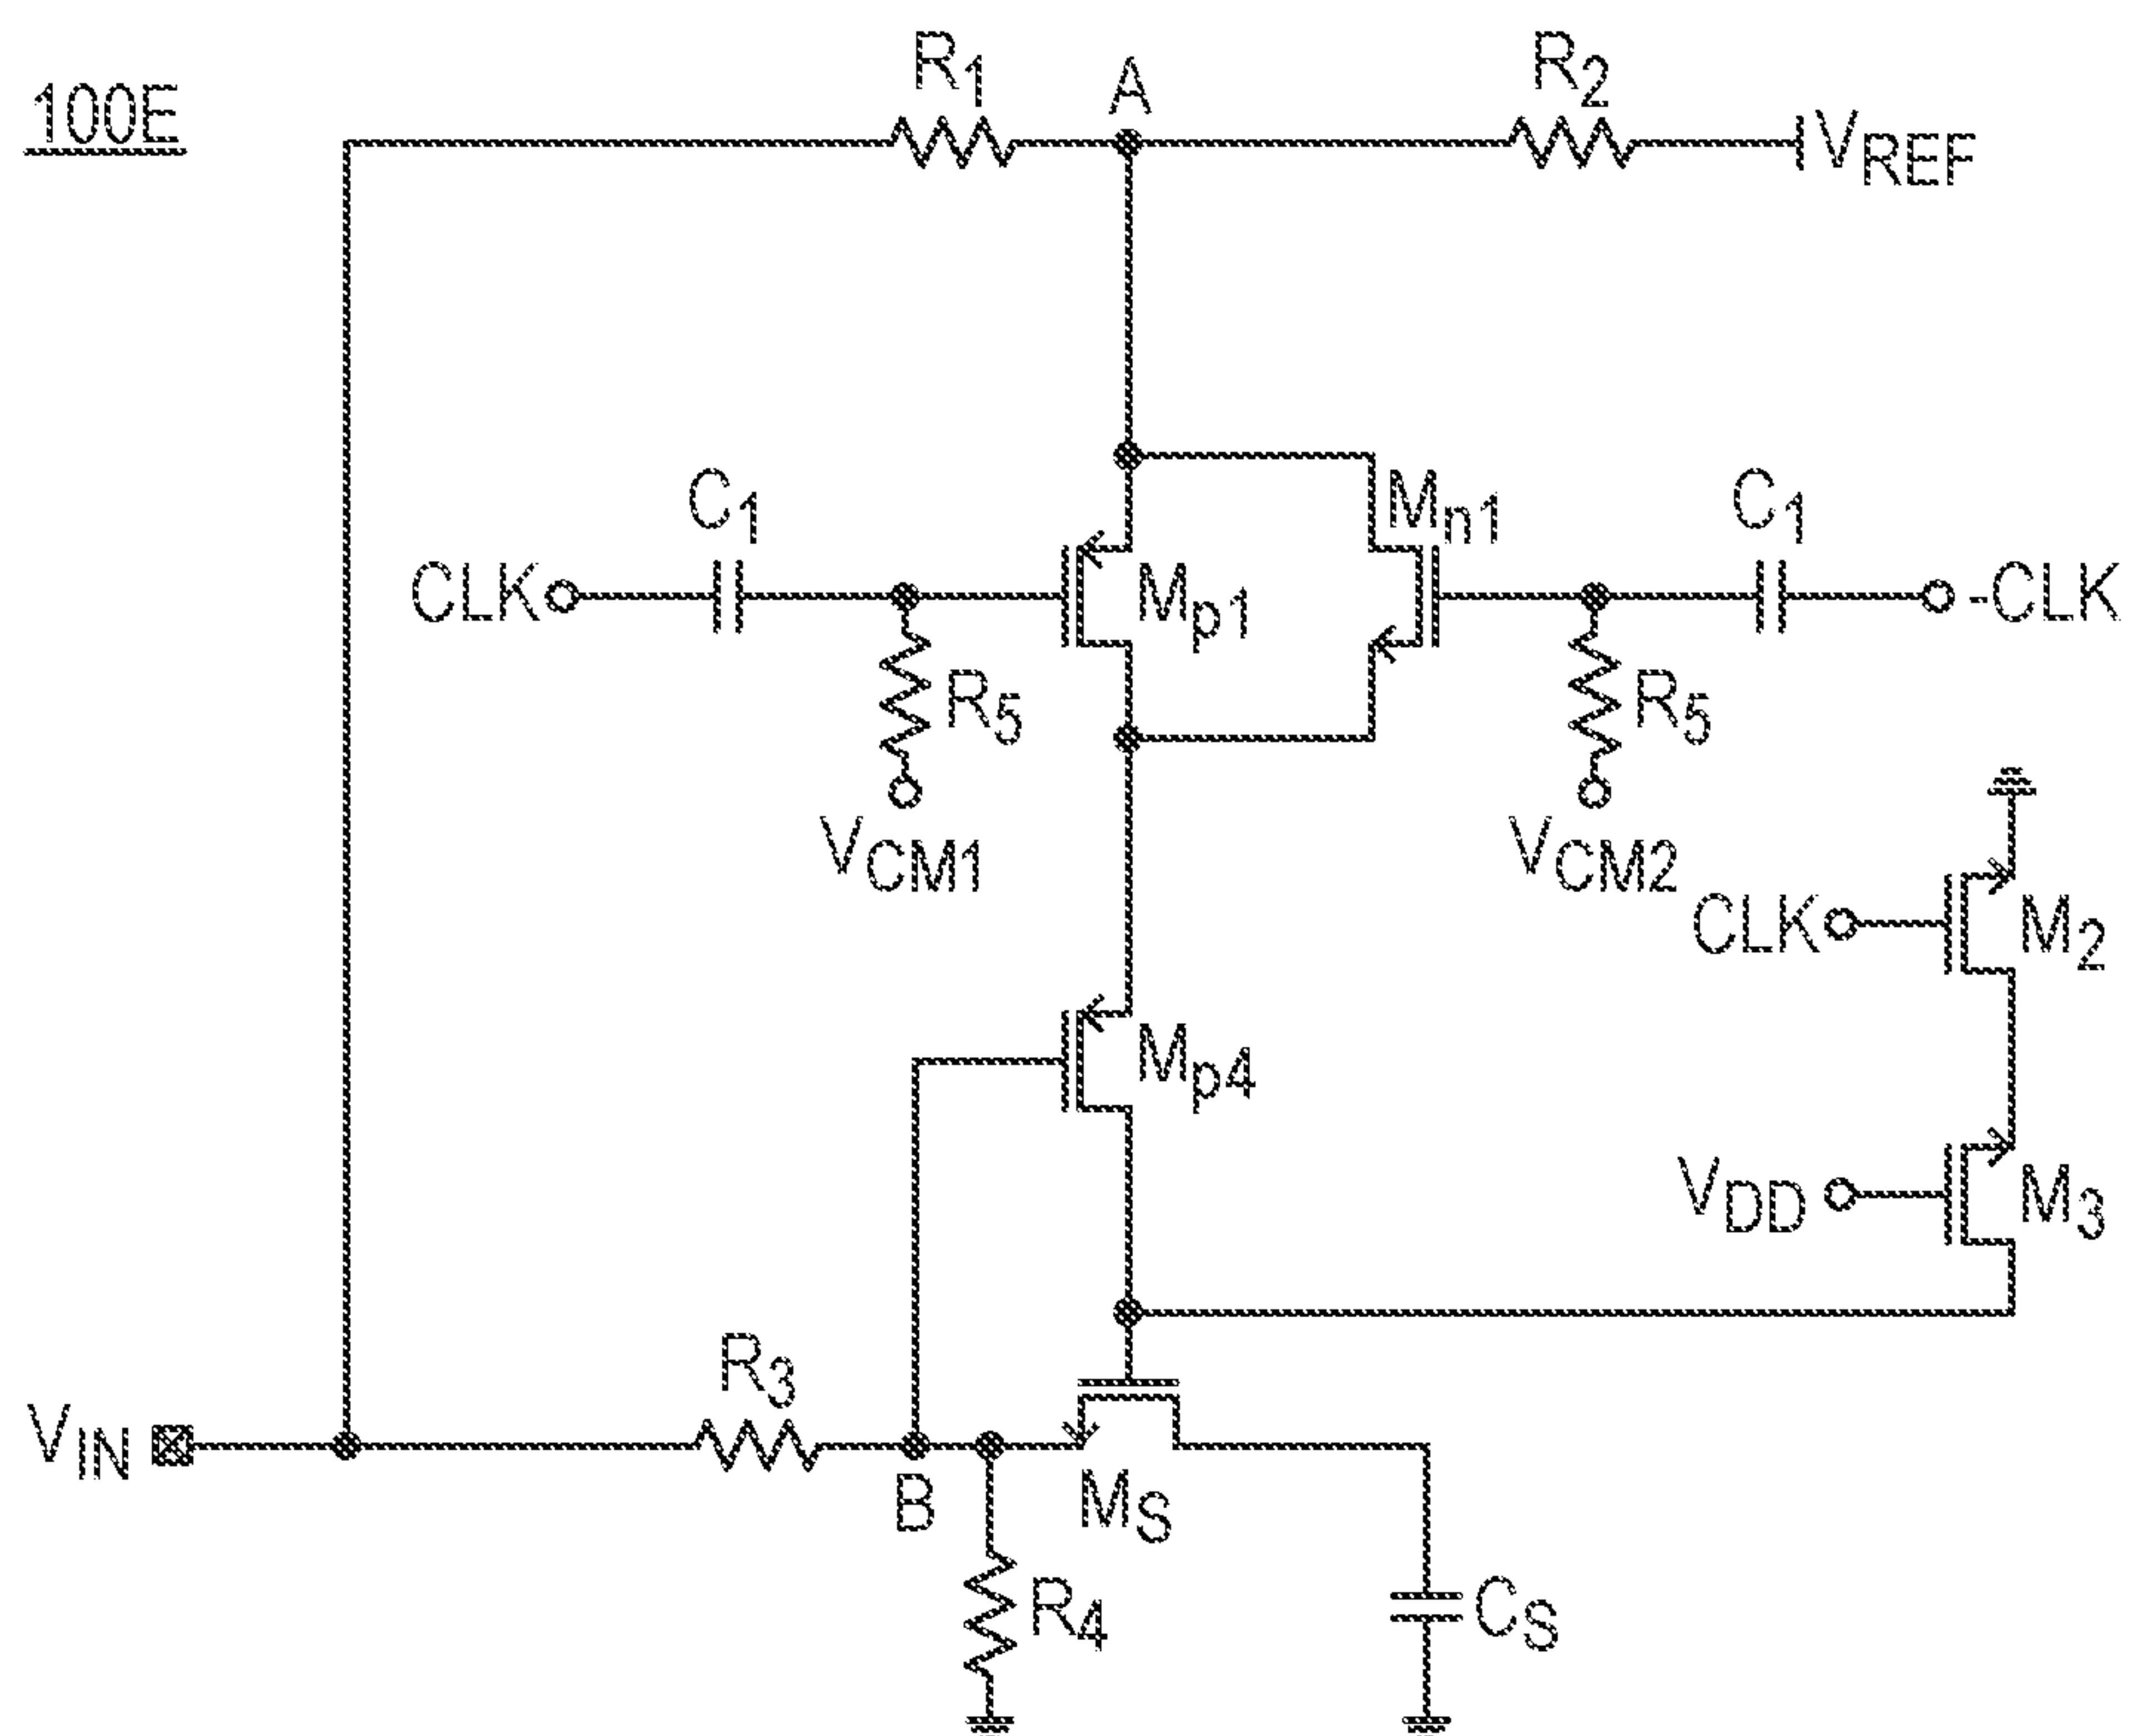 100E
R1
A
R2
VREF
C1
Mn1
C1
CLK
Mp1
-CLK
R5
R5
VCM1
VCM2
CLK
M2
Mp4
VDD
M3
R3
VIN
B
MS
R4
CS